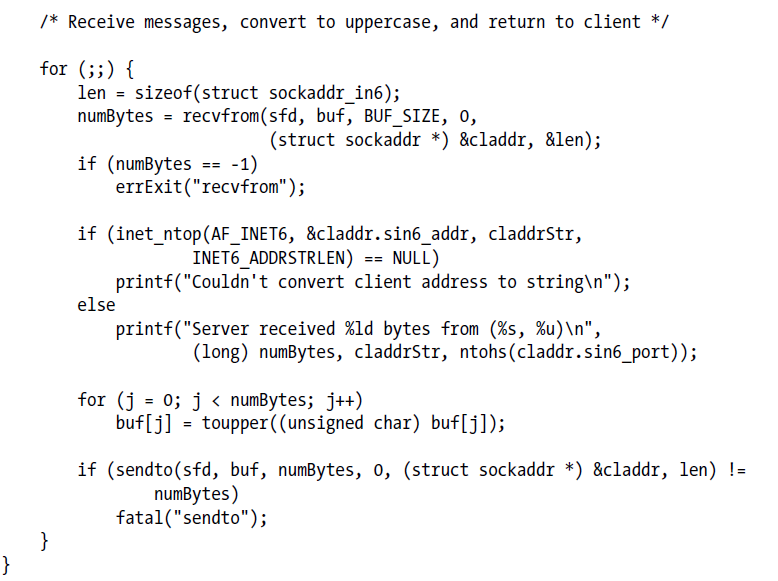 /* Receive messages, convert to uppercase, and return to client */
for (;;) {
len = sizeof(struct sockaddr_in6);
numBytes = recvfrom(sfd, buf, BUF_SIZE, 0,
(struct sockaddr *) &claddr, &len);
if (numBytes == -1)
errExit("recvfrom");
if (inet_ntop(AF_INET6, &claddr.sin6_addr, claddrStr,
INET6_ADDRSTRLEN) == NULL)
printf("Couldn't convert client address to string\n");
else
printf("Server received %ld bytes from (%s, %u)\n",
(long) numBytes, claddrStr, ntohs(claddr.sin6_port));
for (j = 0; j < numBytes; j++)
buf[j] = toupper((unsigned char) buf[j]);
if (sendto(sfd, buf, numBytes, 0, (struct sockaddr *) &claddr, len) !=
numBytes)
fatal("sendto");
}
}